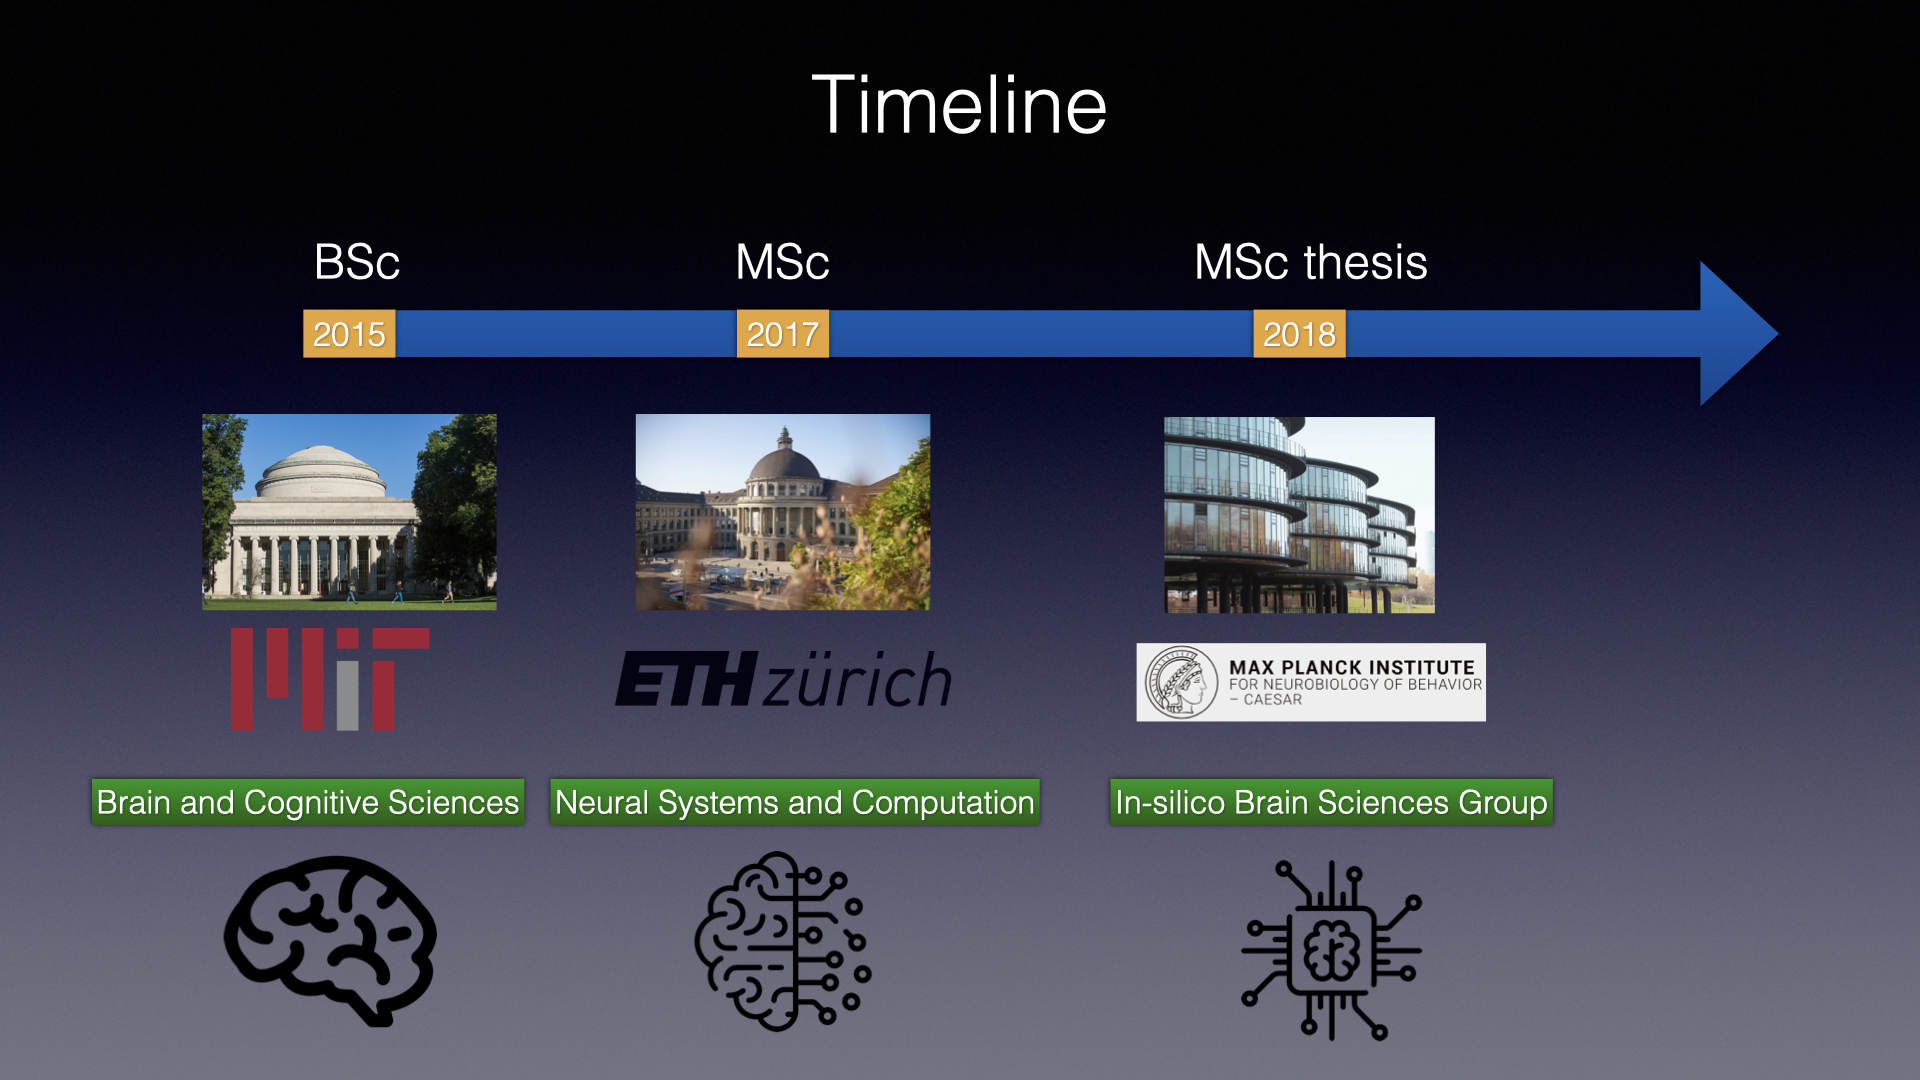 Timeline
BSc
MSc
MSc thesis
2015
2017
2018
MIT
ETH zürich
MAX PLANCK INSTITUTE
FOR NEUROBIOLOGY OF BEHAVIOR
– CAESAR
Brain and Cognitive Sciences
Neural Systems and Computation
In-silico Brain Sciences Group